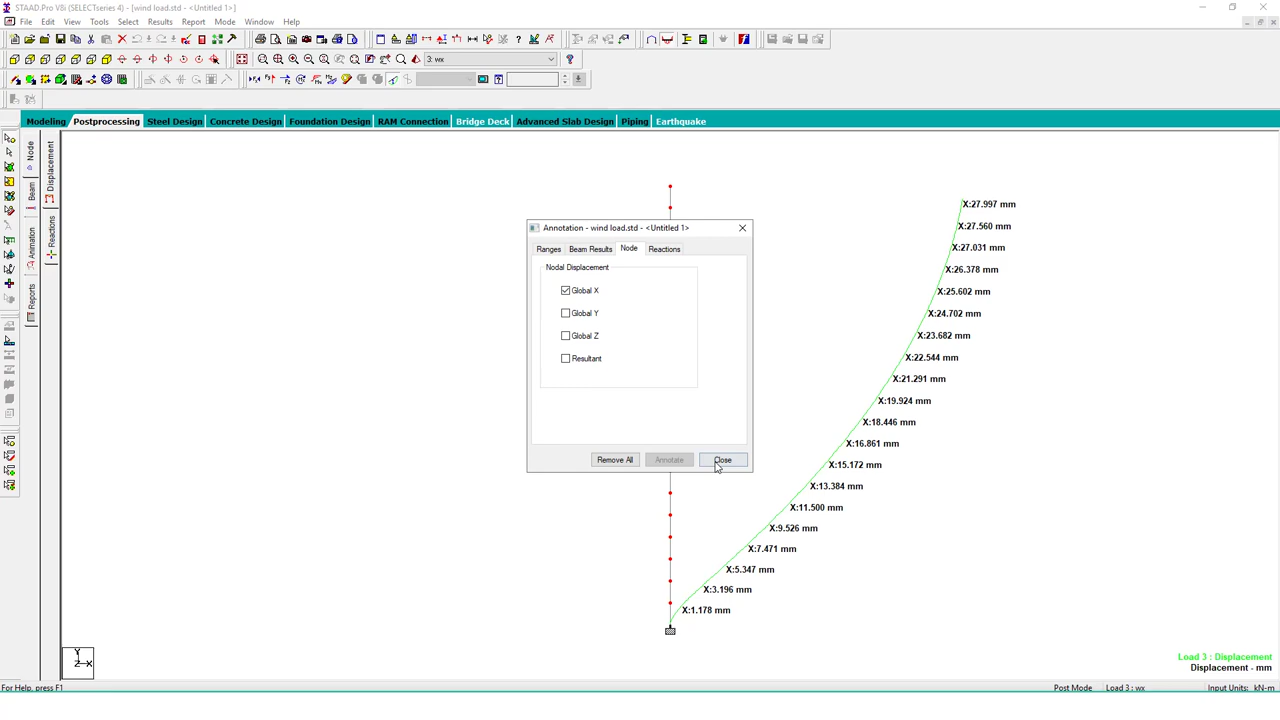 STAAD.Pro V8i (SELECTseries 4) - [wind load.std - <Untitled 1>]
File Edit View Tools Select Results Report Mode Window Help
3: wx
Modeling Postprocessing Steel Design Concrete Design Foundation Design RAM Connection Bridge Deck Advanced Slab Design Piping Earthquake
Node
Beam
Animation
Reports
Displacement
Reactions
Annotation - wind load.std - <Untitled 1>
Ranges Beam Results Node Reactions
Nodal Displacement
Global X
Global Y
Global Z
Resultant
Remove All Annotate Close
X:27.997 mm
X:27.560 mm
X:27.031 mm
X:26.378 mm
X:25.602 mm
X:24.702 mm
X:23.682 mm
X:22.544 mm
X:21.291 mm
X:19.924 mm
X:18.446 mm
X:16.861 mm
X:15.172 mm
X:13.384 mm
X:11.500 mm
X:9.526 mm
X:7.471 mm
X:5.347 mm
X:3.196 mm
X:1.178 mm
Y
Z X
Load 3 : Displacement
Displacement - mm
For Help, press F1
Post Mode Load 3 : wx Input Units: kN-m